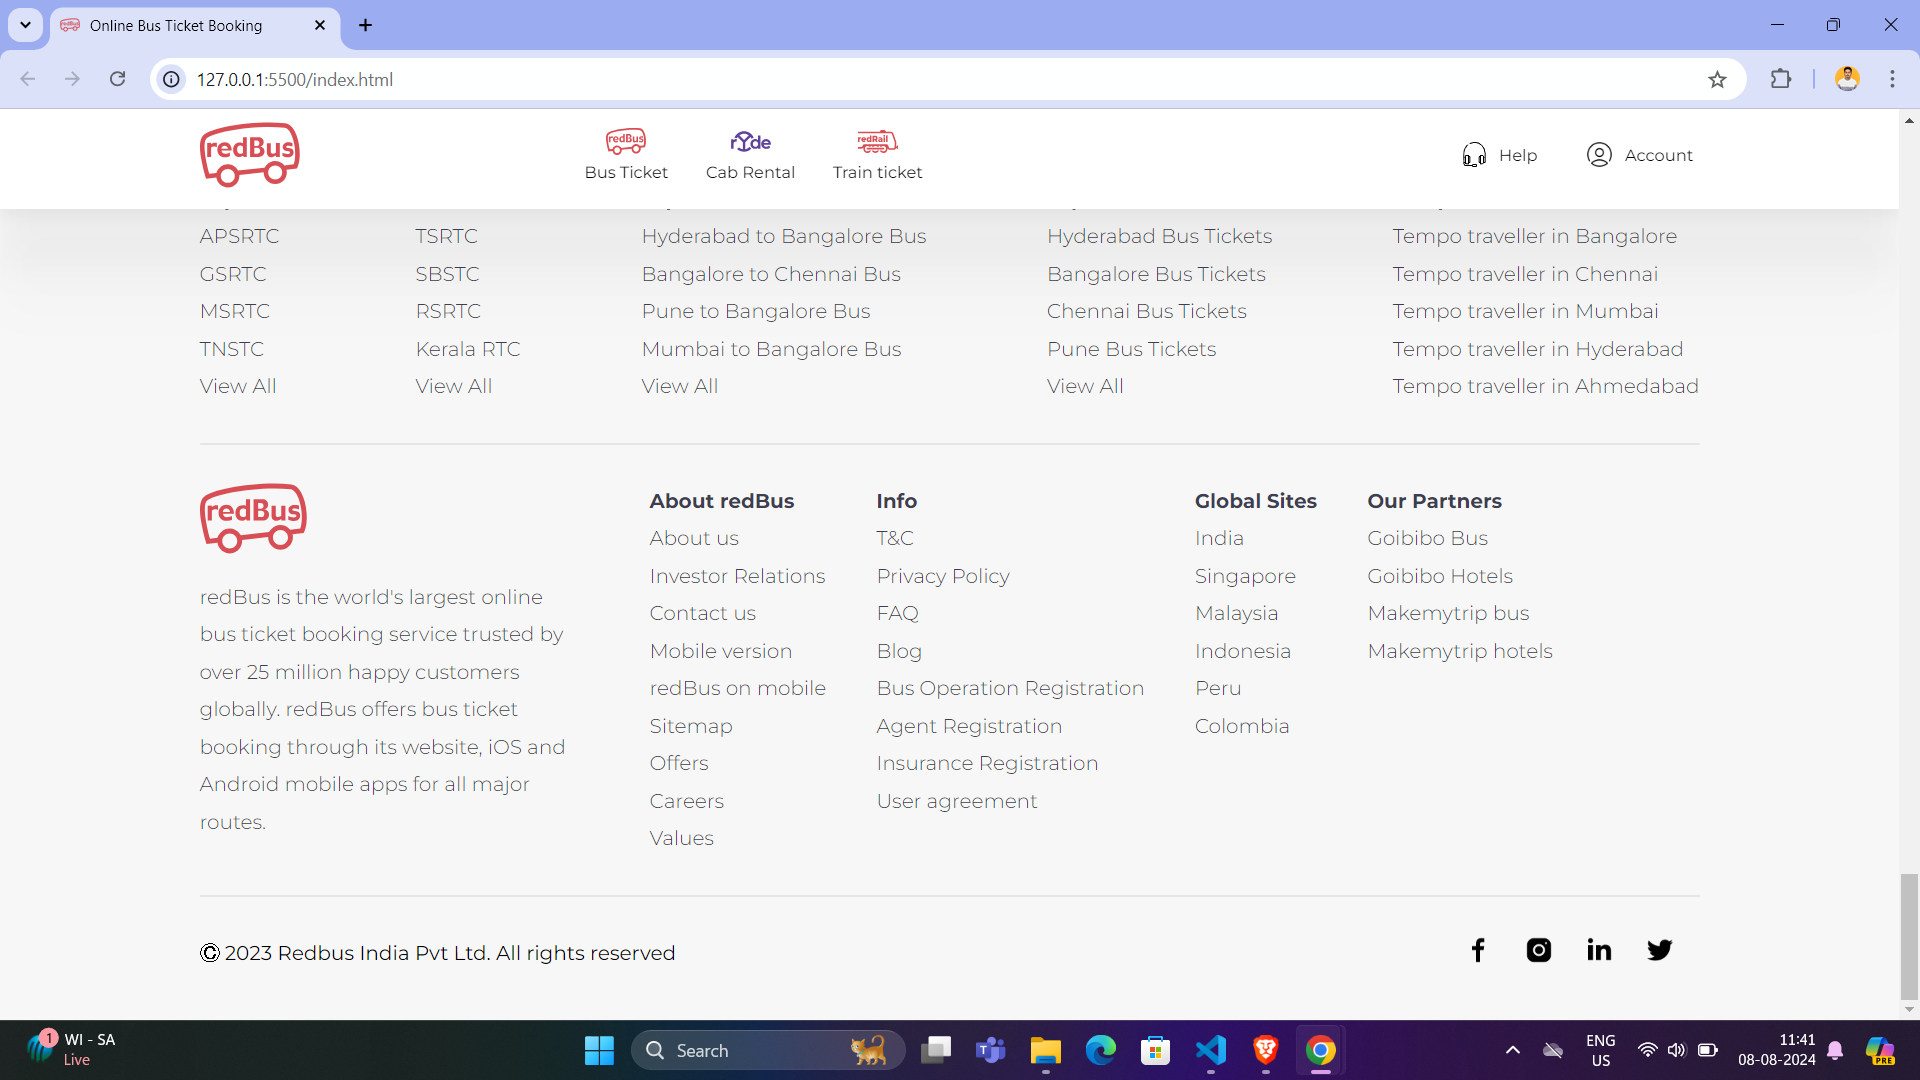 Online Bus Ticket Booking
127.0.0.1:5500/index.html
redBus
redBus
Bus Ticket
rYde
Cab Rental
redRail
Train ticket
Help
Account
APSRTC
GSRTC
MSRTC
TNSTC
View All
TSRTC
SBSTC
RSRTC
Kerala RTC
View All
Hyderabad to Bangalore Bus
Bangalore to Chennai Bus
Pune to Bangalore Bus
Mumbai to Bangalore Bus
View All
Hyderabad Bus Tickets
Bangalore Bus Tickets
Chennai Bus Tickets
Pune Bus Tickets
View All
Tempo traveller in Bangalore
Tempo traveller in Chennai
Tempo traveller in Mumbai
Tempo traveller in Hyderabad
Tempo traveller in Ahmedabad
redBus
redBus is the world's largest online
bus ticket booking service trusted by
over 25 million happy customers
globally. redBus offers bus ticket
booking through its website, iOS and
Android mobile apps for all major
routes.
About redBus
About us
Investor Relations
Contact us
Mobile version
redBus on mobile
Sitemap
Offers
Careers
Values
Info
T&C
Privacy Policy
FAQ
Blog
Bus Operation Registration
Agent Registration
Insurance Registration
User agreement
Global Sites
India
Singapore
Malaysia
Indonesia
Peru
Colombia
Our Partners
Goibibo Bus
Goibibo Hotels
Makemytrip bus
Makemytrip hotels
© 2023 Redbus India Pvt Ltd. All rights reserved
1
WI - SA
Live
Search
ENG
US
11:41
08-08-2024
PRE